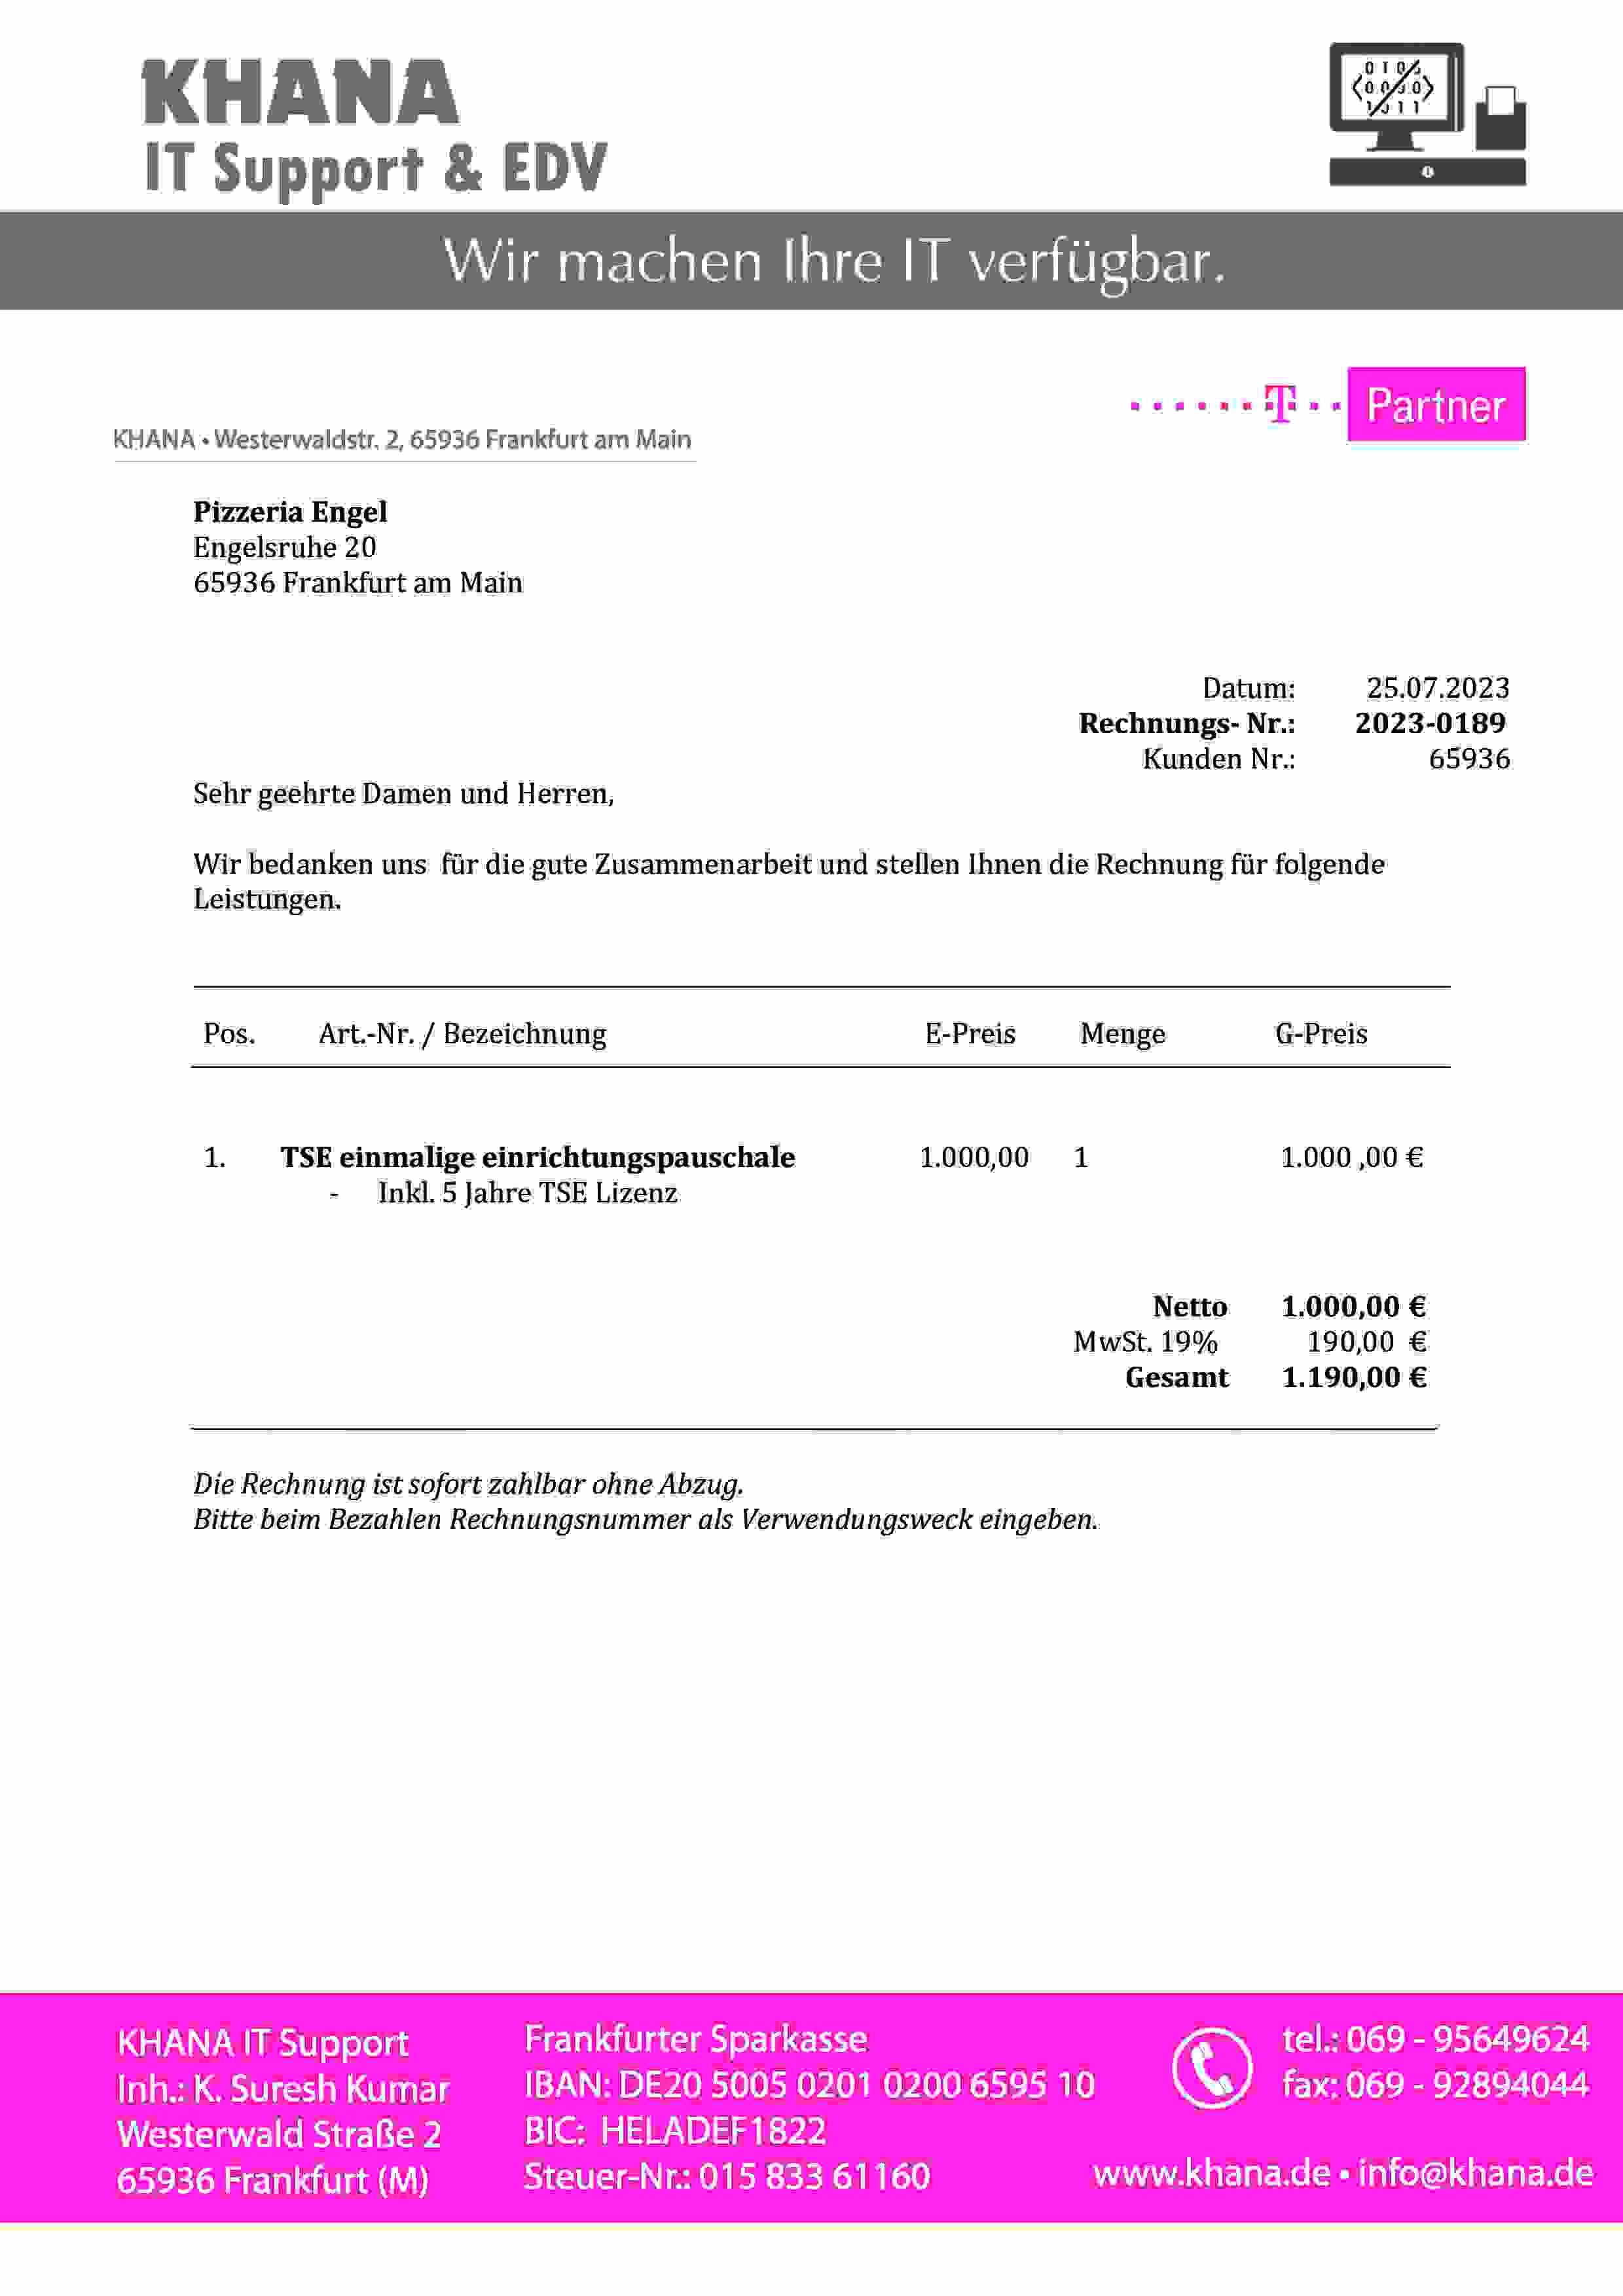 KHANA
IT Support & EDV
Wir machen Ihre IT verfügbar.
T Partner
KHANA • Westerwaldstr. 2, 65936 Frankfurt am Main
Pizzeria Engel
Engelsruhe 20
65936 Frankfurt am Main
Datum: 25.07.2023
Rechnungs- Nr.: 2023-0189
Kunden Nr.: 65936
Sehr geehrte Damen und Herren,
Wir bedanken uns für die gute Zusammenarbeit und stellen Ihnen die Rechnung für folgende
Leistungen.
Pos. Art.-Nr. / Bezeichnung E-Preis Menge G-Preis
1. TSE einmalige einrichtungspauschale 1.000,00 1 1.000 ,00 €
- Inkl. 5 Jahre TSE Lizenz
Netto 1.000,00 €
MwSt. 19% 190,00 €
Gesamt 1.190,00 €
Die Rechnung ist sofort zahlbar ohne Abzug.
Bitte beim Bezahlen Rechnungsnummer als Verwendungsweck eingeben.
KHANA IT Support
Inh.: K. Suresh Kumar
Westerwald Straße 2
65936 Frankfurt (M)
Frankfurter Sparkasse
IBAN: DE20 5005 0201 0200 6595 10
BIC: HELADEF1822
Steuer-Nr.: 015 833 61160
tel.: 069 - 95649624
fax: 069 - 92894044
www.khana.de • info@khana.de